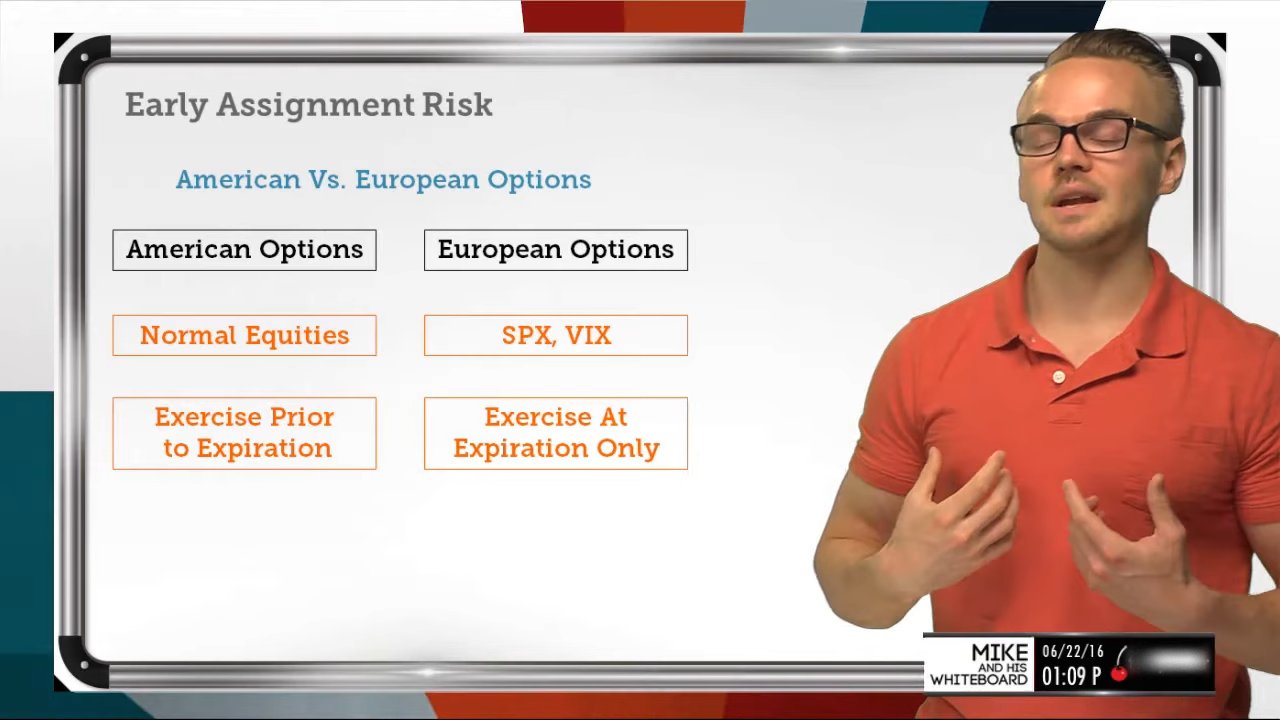 Early Assignment Risk
American Vs. European Options
American Options
European Options
Normal Equities
SPX, VIX
Exercise Prior
to Expiration
Exercise At
Expiration Only
MIKE
AND HIS
WHITEBOARD
06/22/16
01:09 P